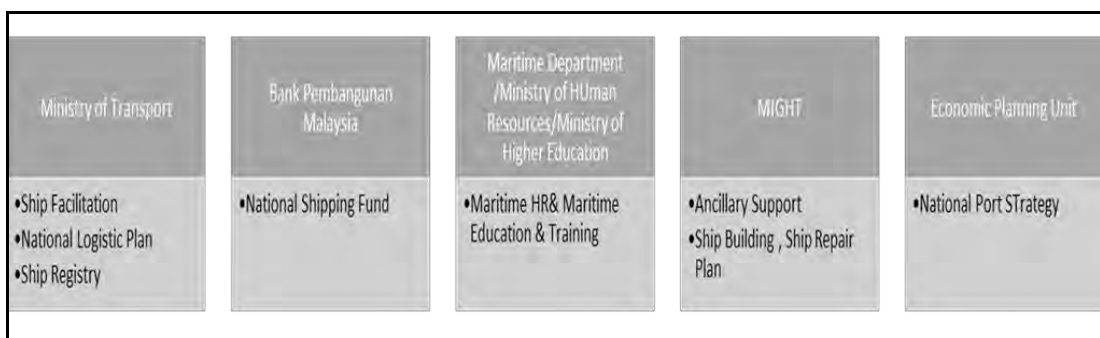 Ministry of Transport
•Ship Facilitation
•National Logistic Plan
•Ship Registry
Bank Pembangunan
Malaysia
•National Shipping Fund
Maritime Department
/Ministry of HUman
Resources/Ministry of
Higher Education
•Maritime HR& Maritime
Education & Training
MIGHT
•Ancillary Support
•Ship Building , Ship Repair
Plan
Economic Planning Unit
•National Port STrategy